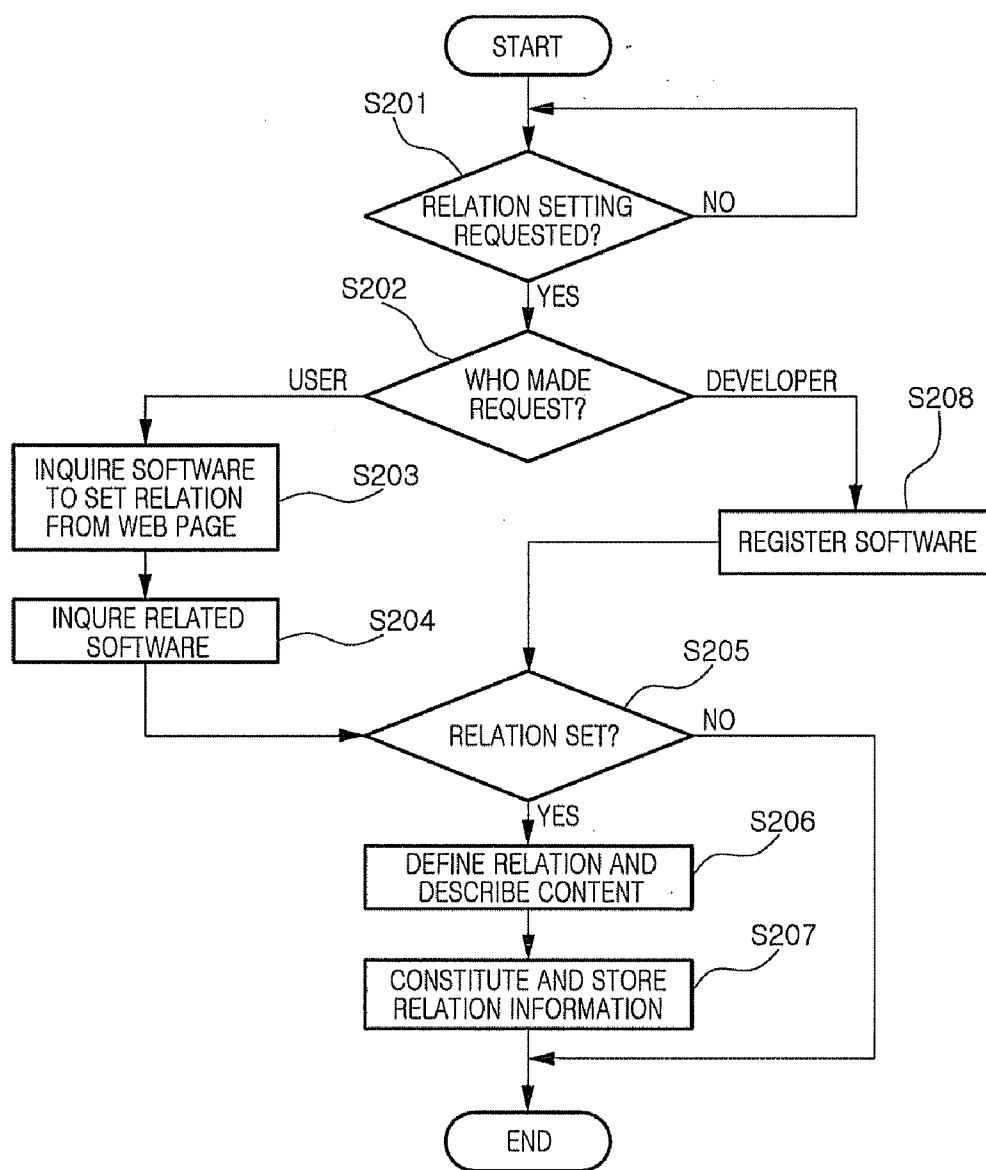 START
S201
RELATION SETTING
REQUESTED?
NO
YES
S202
WHO MADE
REQUEST?
USER
DEVELOPER
S208
INQUIRE SOFTWARE
TO SET RELATION
FROM WEB PAGE
S203
REGISTER SOFTWARE
INQURE RELATED
SOFTWARE
S204
S205
RELATION SET?
NO
YES
S206
DEFINE RELATION AND
DESCRIBE CONTENT
S207
CONSTITUTE AND STORE
RELATION INFORMATION
END